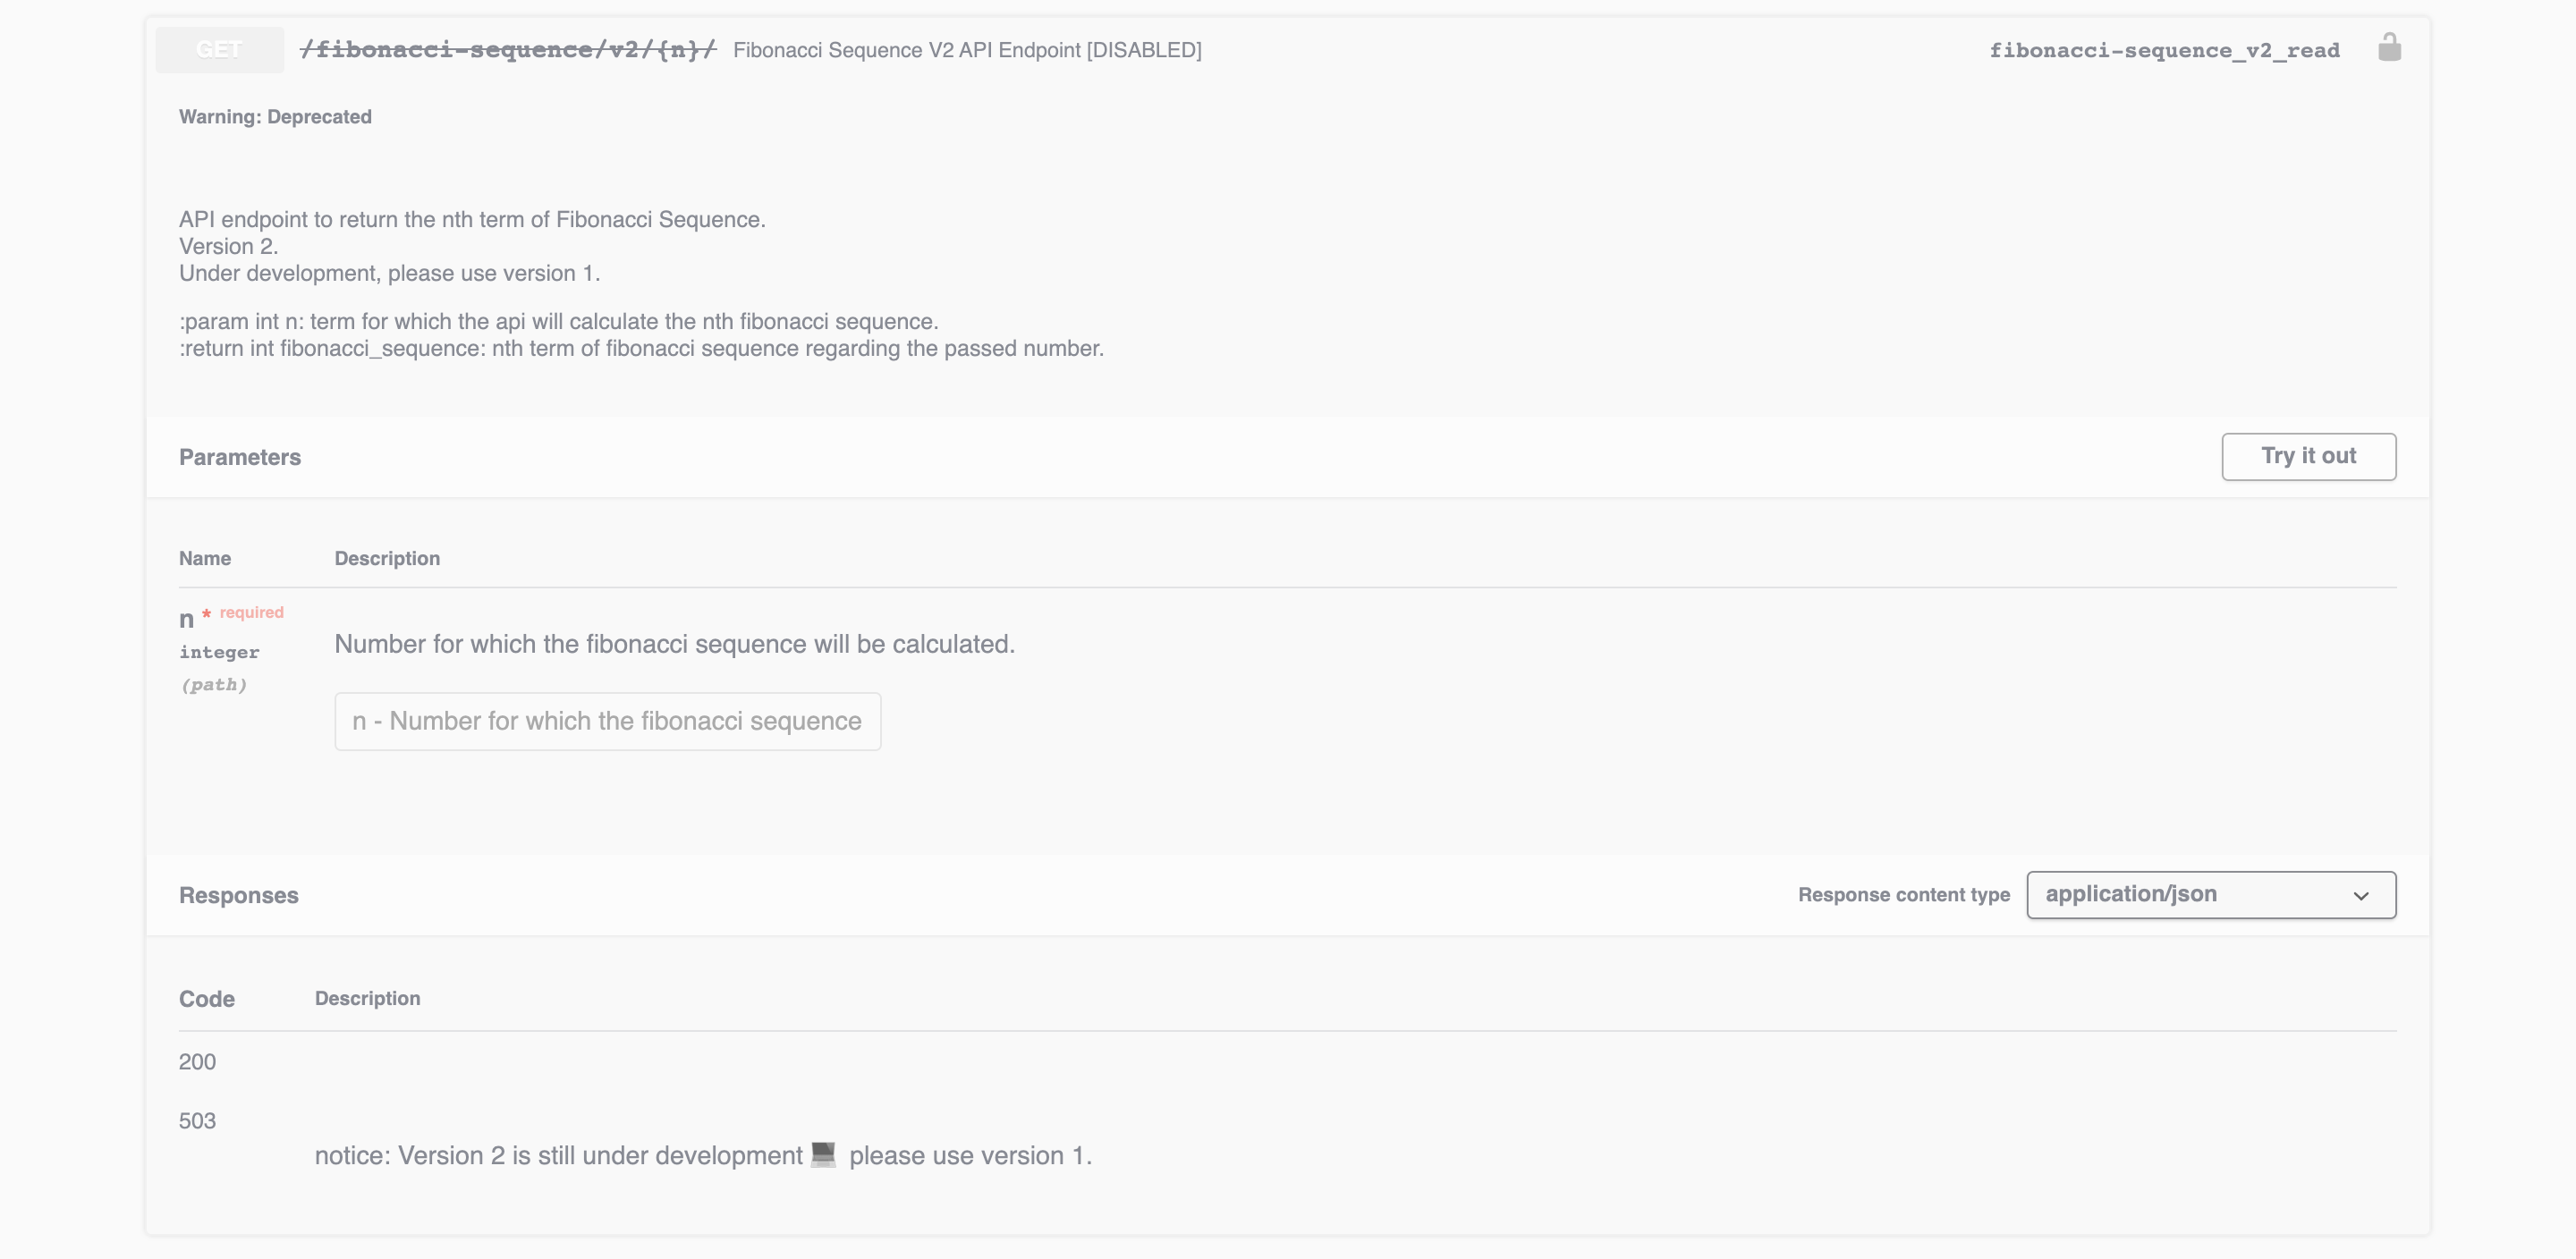 GET /fibonacci-sequence/v2/{n}/ Fibonacci Sequence V2 API Endpoint [DISABLED] fibonacci-sequence_v2_read
Warning: Deprecated
API endpoint to return the nth term of Fibonacci Sequence.
Version 2.
Under development, please use version 1.
:param int n: term for which the api will calculate the nth fibonacci sequence.
:return int fibonacci_sequence: nth term of fibonacci sequence regarding the passed number.
Parameters Try it out
Name Description
n * required
integer
(path)
Number for which the fibonacci sequence will be calculated.
n - Number for which the fibonacci sequence
Responses Response content type application/json
Code Description
200
503
notice: Version 2 is still under development 💻 please use version 1.